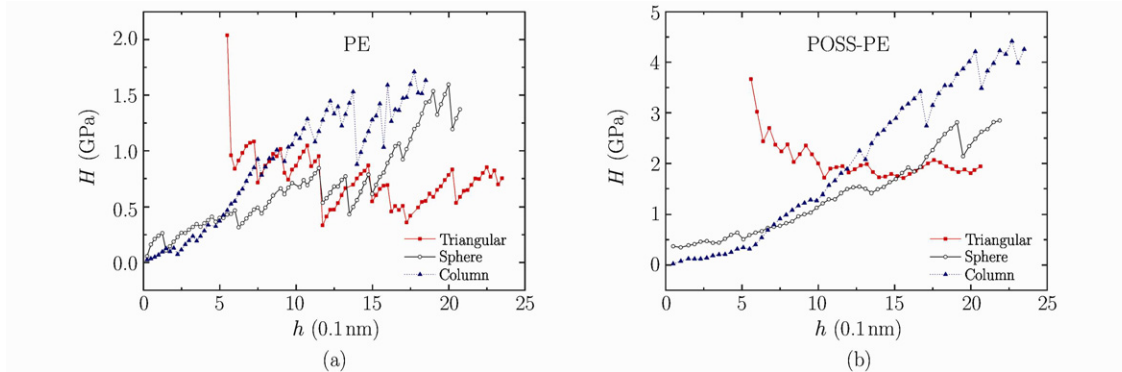 PE
H (GPa)
2.0
1.5
1.0
0.5
0.0
Triangular
Sphere
Column
0 5 10 15 20 25
h (0.1 nm)
(a)
POSS-PE
H (GPa)
5
4
3
2
1
0
Triangular
Sphere
Column
0 5 10 15 20 25
h (0.1 nm)
(b)